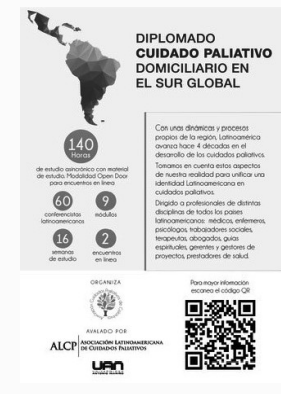 DIPLOMADO
CUIDADO PALIATIVO
DOMICILIARIO EN
EL SUR GLOBAL
140
Horas
de estudio asincrónico con material
de estudio. Modalidad Open Door
para encuentros en línea
60
conferencistas
latinoamericanos
9
módulos
16
semanas
de estudio
2
encuentros
en línea
Con unas dinámicas y procesos
propios de la región, Latinoamérica
avanza hace 4 décadas en el
desarrollo de los cuidados paliativos.
Tomamos en cuenta estos aspectos
de nuestra realidad para unificar una
identidad Latinoamericana en
cuidados paliativos.
Dirigido a profesionales de distintas
disciplinas de todos los países
latinoamericanos: médicos, enfermeros,
psicólogos, trabajadores sociales,
terapeutas, abogados, guías
espirituales, gerentes y gestores de
proyectos, prestadores de salud.
ORGANIZA
AVALADO POR
ALCP
ASOCIACIÓN LATINOAMERICANA
DE CUIDADOS PALIATIVOS
UAN
Para mayor información
escanea el código QR